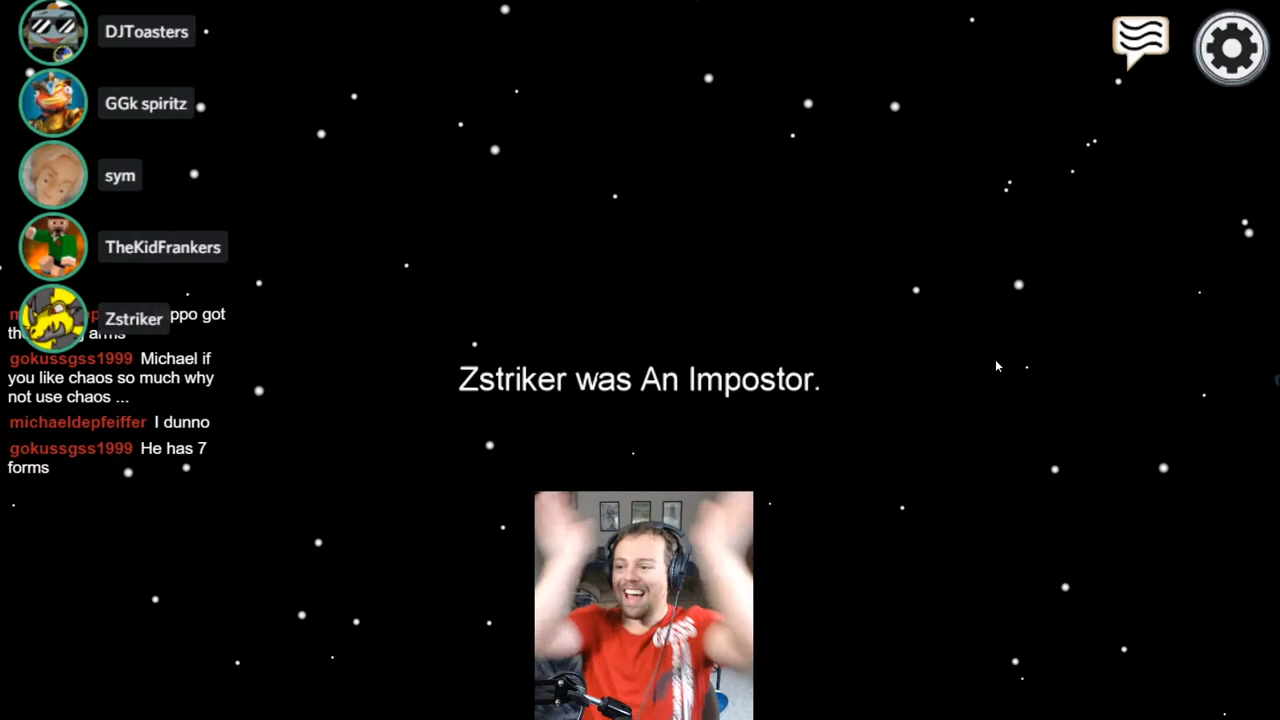 DJToasters
GGk spiritz
sym
TheKidFrankers
Zstriker
ppo got
gokussgss1999 Michael if
you like chaos so much why
not use chaos ...
michaeldepfeiffer I dunno
gokussgss1999 He has 7
forms
Zstriker was An Impostor.